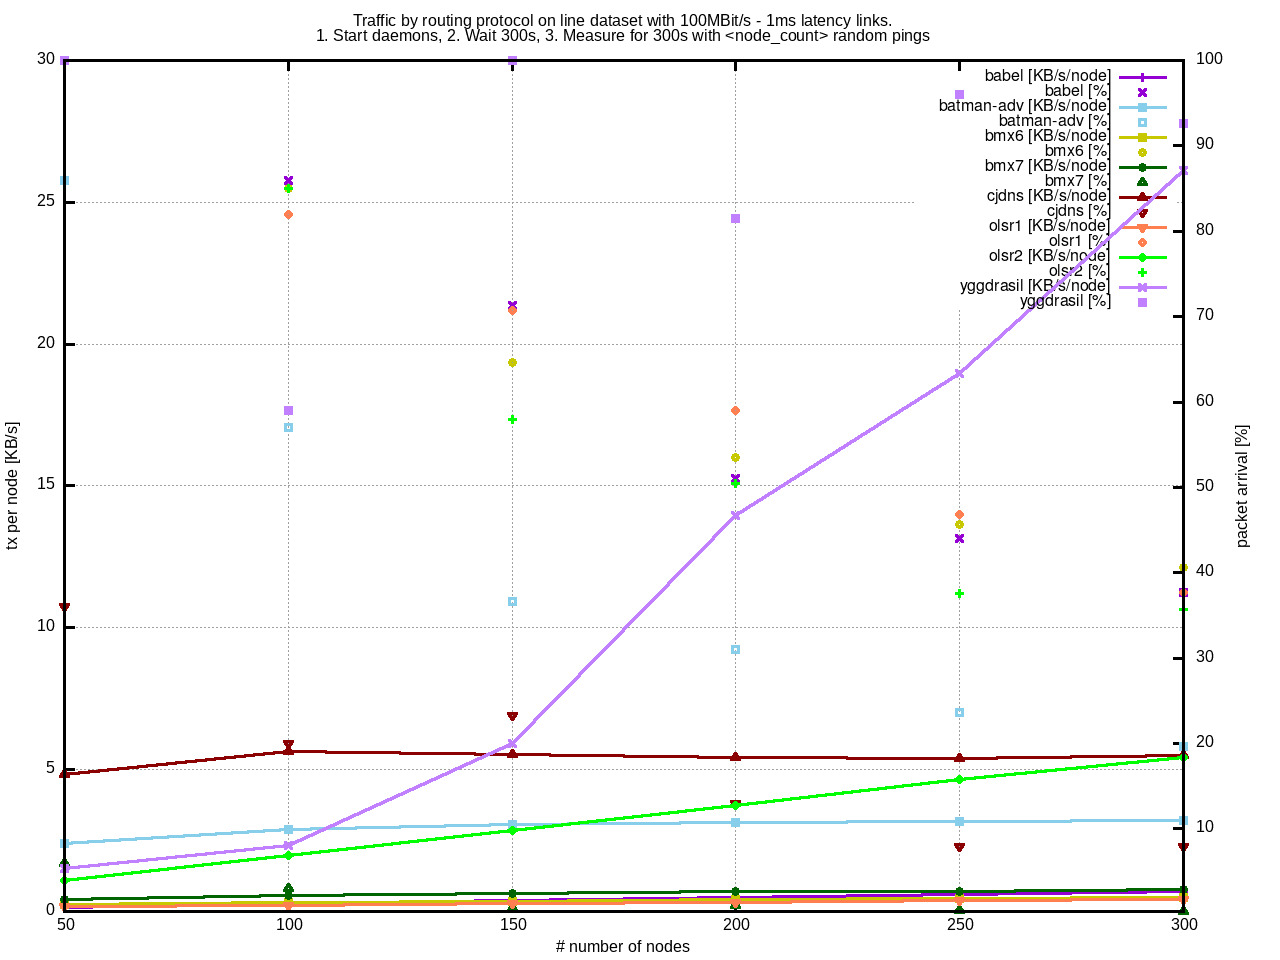 Traffic by routing protocol on line dataset with 100MBit/s - 1ms latency links.
1. Start daemons, 2. Wait 300s, 3. Measure for 300s with <node_count> random pings
babel [KB/s/node]
babel [%]
batman-adv [KB/s/node]
batman-adv [%]
bmx6 [KB/s/node]
bmx6 [%]
bmx7 [KB/s/node]
bmx7 [%]
cjdns [KB/s/node]
cjdns [%]
olsr1 [KB/s/node]
olsr1 [%]
olsr2 [KB/s/node]
olsr2 [%]
yggdrasil [KB/s/node]
yggdrasil [%]
30
25
20
15
10
5
0
tx per node [KB/s]
100
90
80
70
60
50
40
30
20
10
packet arrival [%]
50 100 150 200 250 300
# number of nodes